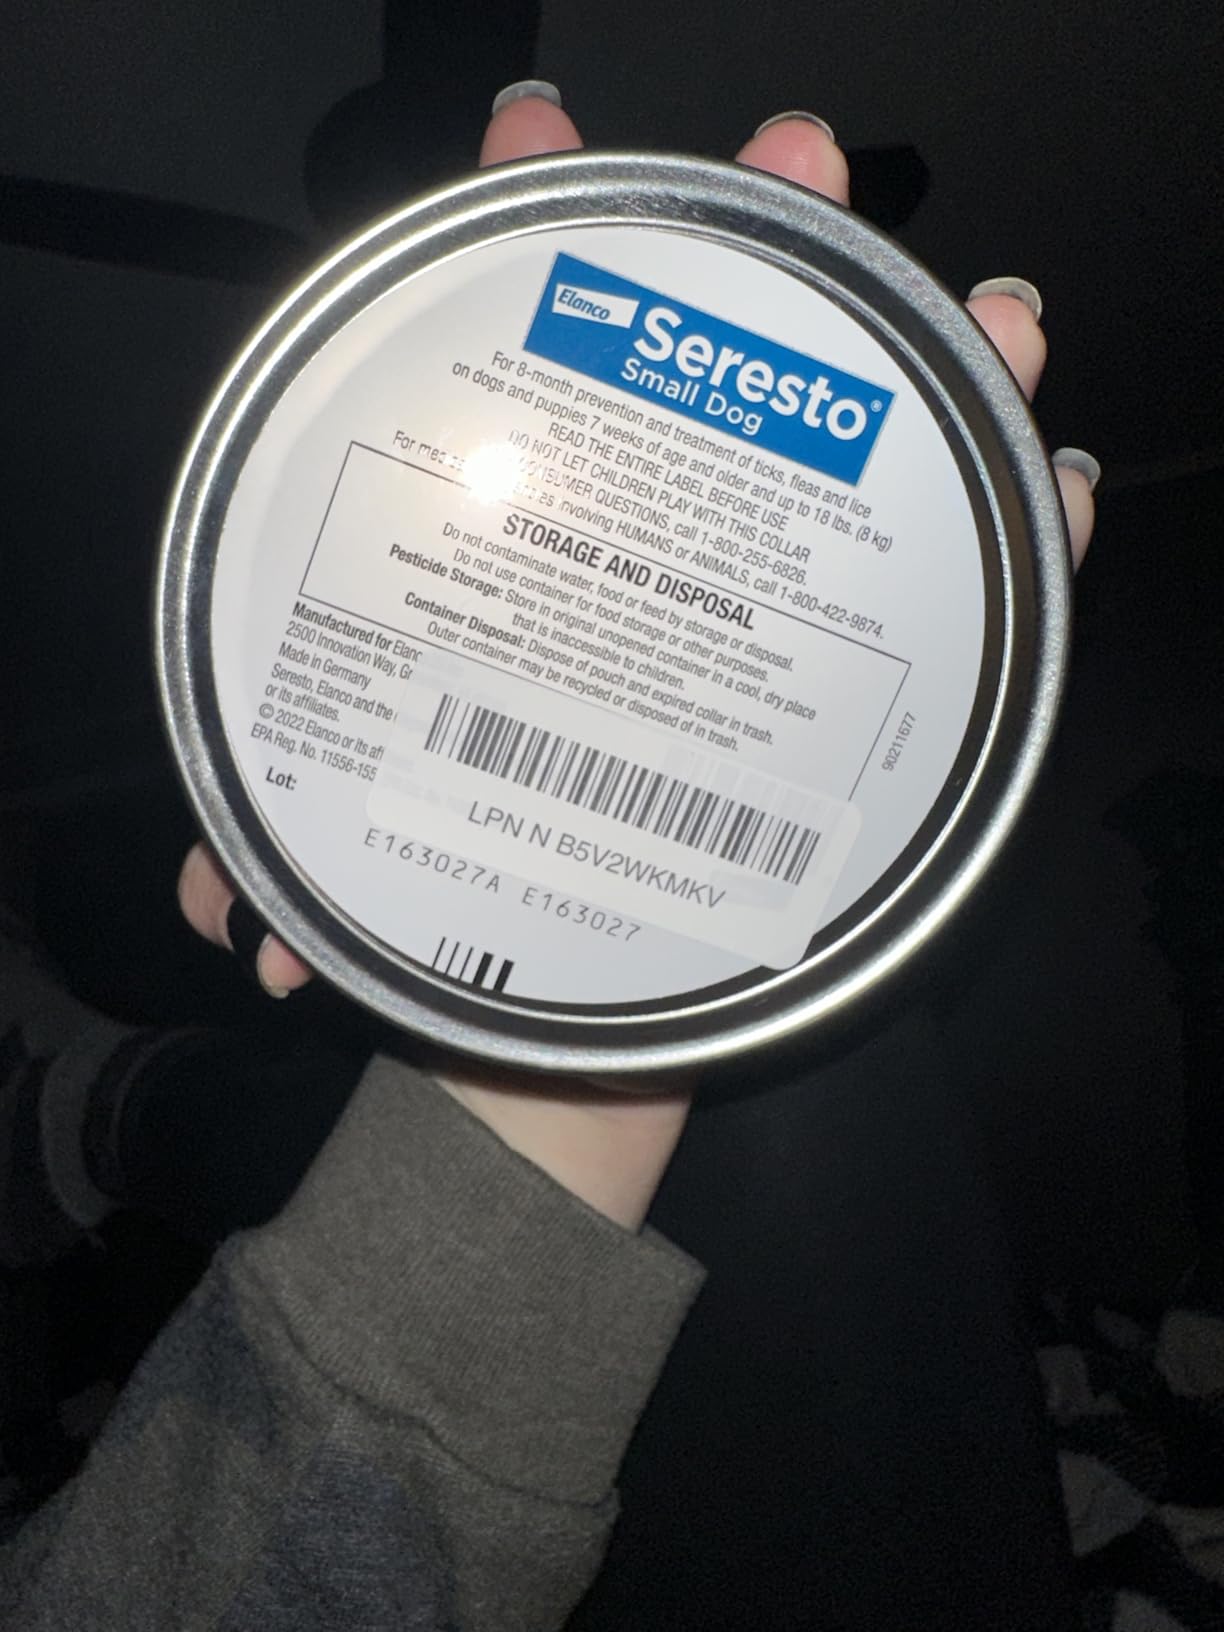 Elanco
Seresto®
Small Dog
For 8-month prevention and treatment of ticks, fleas and lice
on dogs and puppies 7 weeks of age and older and up to 18 lbs. (8 kg)
READ THE ENTIRE LABEL BEFORE USE
DO NOT LET CHILDREN PLAY WITH THIS COLLAR
CONSUMER QUESTIONS, call 1-800-255-6826.
For involving HUMANS or ANIMALS, call 1-800-422-9874.
STORAGE AND DISPOSAL
Do not contaminate water, food or feed by storage or disposal.
Do not use container for food storage or other purposes.
Pesticide Storage: Store in original unopened container in a cool, dry place
that is inaccessible to children.
Container Disposal: Dispose of pouch and expired collar in trash.
Outer container may be recycled or disposed of in trash.
Manufactured for Elanc
2500 Innovation Way, Gr
Made in Germany
Seresto, Elanco and the
or its affiliates.
© 2022 Elanco or its aff
EPA Reg. No. 11556-155
Lot:
90211677
LPN N B5V2WKMKV
E163027A E163027